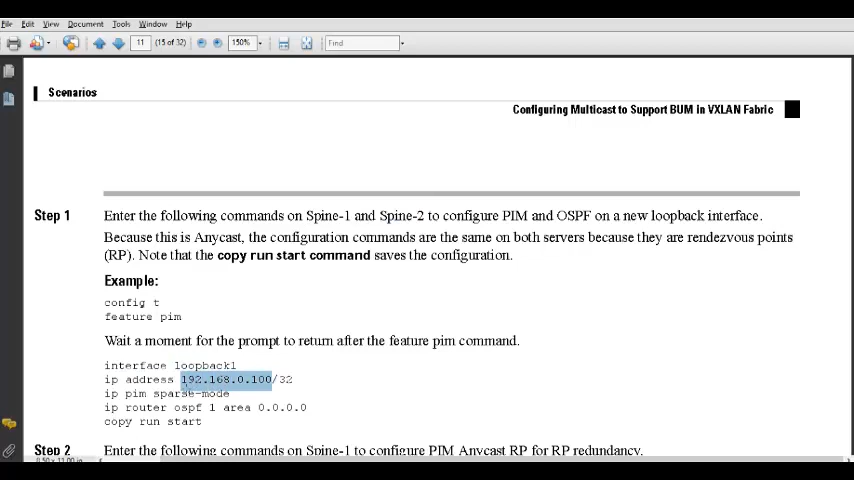 File Edit View Document Tools Window Help
11 (15 of 32) 150% Find
Scenarios
Configuring Multicast to Support BUM in VXLAN Fabric
Step 1 Enter the following commands on Spine-1 and Spine-2 to configure PIM and OSPF on a new loopback interface.
Because this is Anycast, the configuration commands are the same on both servers because they are rendezvous points
(RP). Note that the copy run start command saves the configuration.
Example:
config t
feature pim
Wait a moment for the prompt to return after the feature pim command.
interface loopback1
ip address 192.168.0.100/32
ip pim sparse-mode
ip router ospf 1 area 0.0.0.0
copy run start
Step 2 Enter the following commands on Spine-1 to configure PIM Anycast RP for RP redundancy.